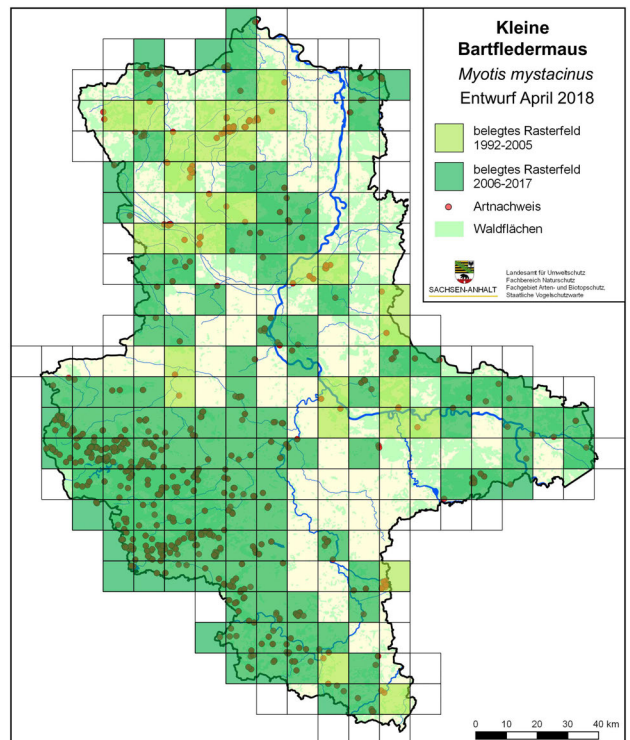 Kleine
Bartfledermaus
Myotis mystacinus
Entwurf April 2018
belegtes Rasterfeld
1992-2005
belegtes Rasterfeld
2006-2017
Artnachweis
Waldflächen
SACHSEN-ANHALT
Landesamt für Umweltschutz
Fachbereich Naturschutz
Fachgebiet Arten- und Biotopschutz,
Staatliche Vogelschutzwarte
0 10 20 30 40 km